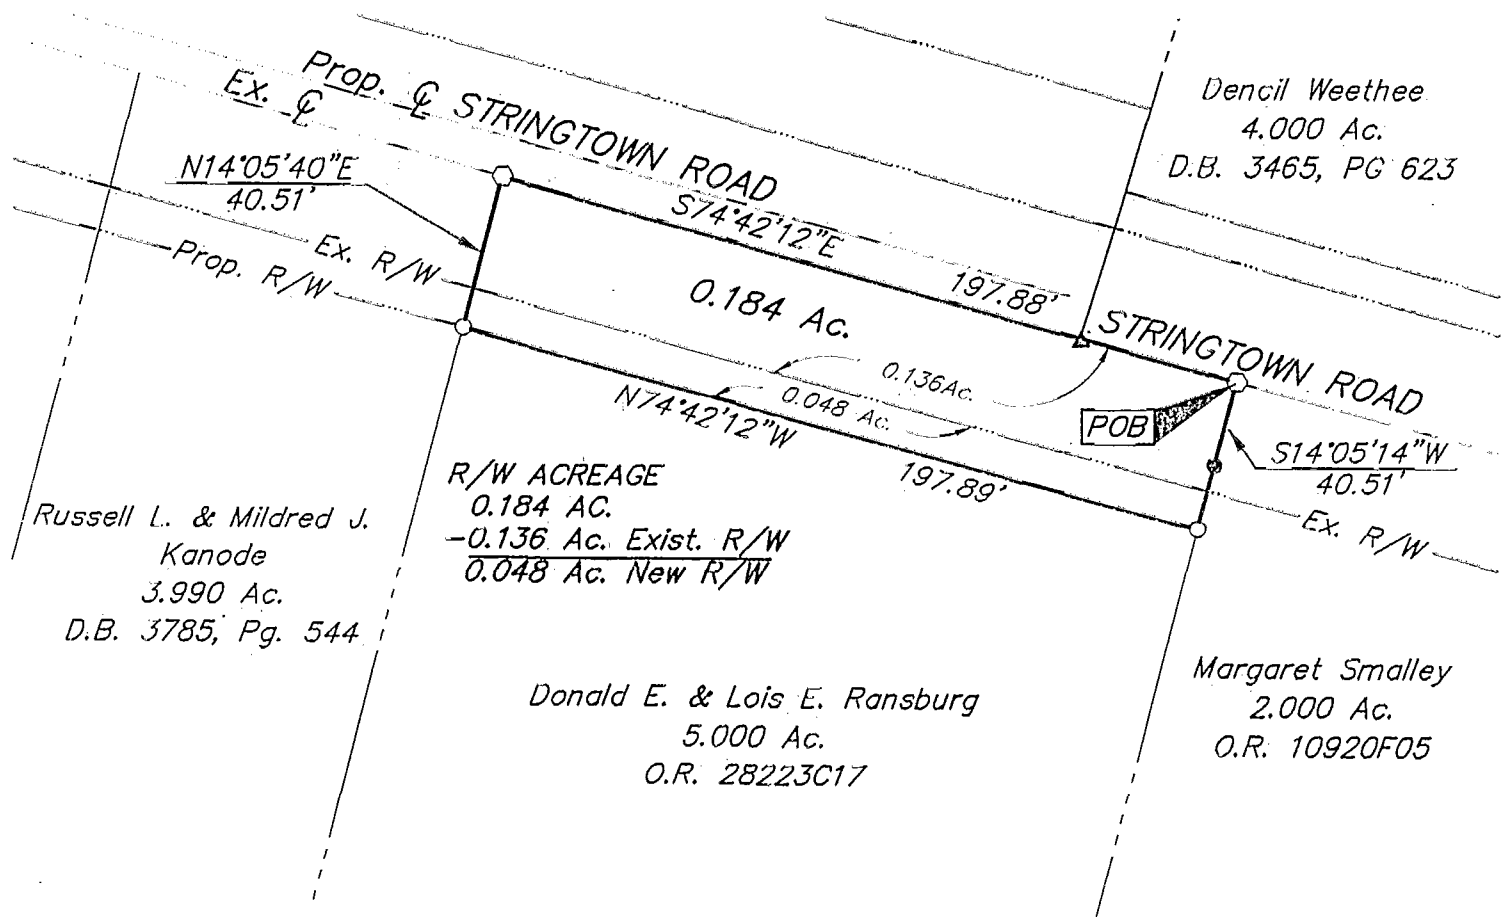 Prop. ℄ STRINGTOWN ROAD
Ex. ℄
Dencil Weethee
4.000 Ac.
D.B. 3465, PG 623
N14°05'40"E
40.51'
S74°42'12"E
197.88'
Ex. R/W
Prop. R/W
0.184 Ac.
STRINGTOWN ROAD
0.136Ac.
0.048 Ac.
POB
N74°42'12"W
197.89'
S14°05'14"W
40.51'
Ex. R/W
R/W ACREAGE
0.184 AC.
-0.136 Ac. Exist. R/W
0.048 Ac. New R/W
Russell L. & Mildred J.
Kanode
3.990 Ac.
D.B. 3785, Pg. 544
Donald E. & Lois E. Ransburg
5.000 Ac.
O.R. 28223C17
Margaret Smalley
2.000 Ac.
O.R. 10920F05